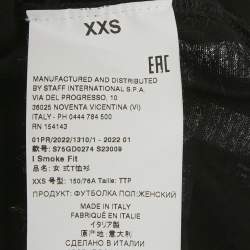 XXS
MANUFACTURED AND DISTRIBUTED
BY STAFF INTERNATIONAL S.P.A.
VIA DEL PROGRESSO, 10
36025 NOVENTA VICENTINA (VI)
ITALY - PH 0444 784 500
RN 154143
EAC
01PR/2022/1310/1 - 2022 01
款号: S75GD0274 S23009
I Smoke Fit
品名: 女 式T恤衫
XXS 号型: 150/76A Taille: TTP
ПРОДУКТ: ФУТБОЛКА ПОЛ:ЖЕНСКИЙ
MADE IN ITALY
FABRIQUÉ EN ITALIE
イタリア製
原产地: 意大利
СДЕЛАНО В ИТАЛИИ